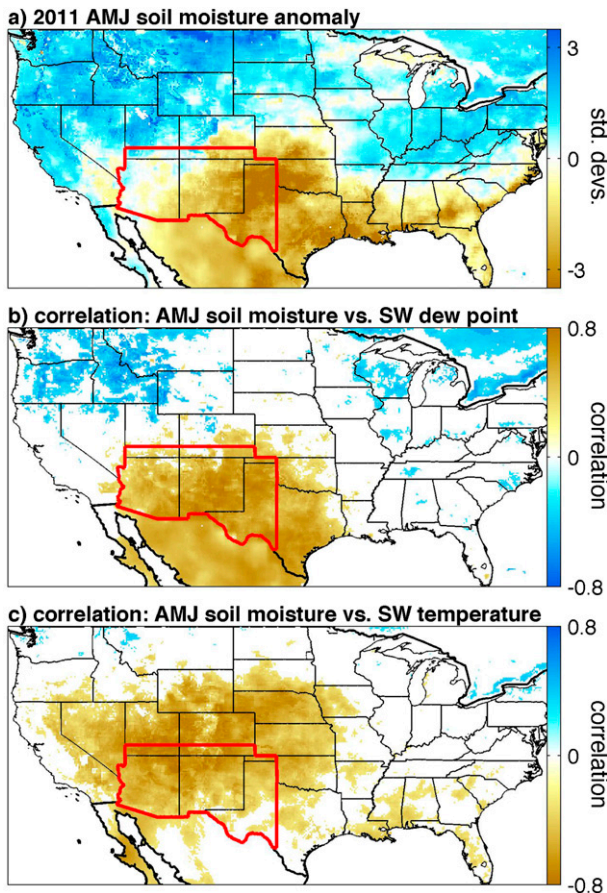 a) 2011 AMJ soil moisture anomaly
3
0
-3
std. devs.
b) correlation: AMJ soil moisture vs. SW dew point
0.8
0
-0.8
correlation
c) correlation: AMJ soil moisture vs. SW temperature
0.8
0
-0.8
correlation